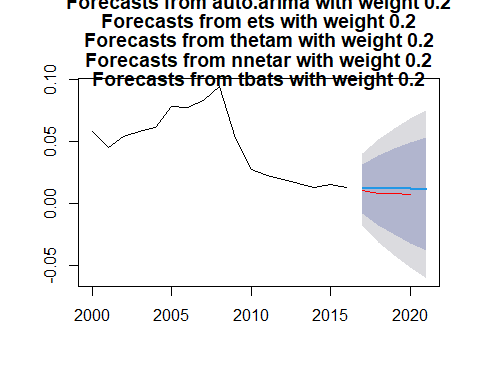 Forecasts from auto.arima with weight 0.2
Forecasts from ets with weight 0.2
Forecasts from thetam with weight 0.2
Forecasts from nnetar with weight 0.2
Forecasts from tbats with weight 0.2
0.10
0.05
0.00
-0.05
2000 2005 2010 2015 2020